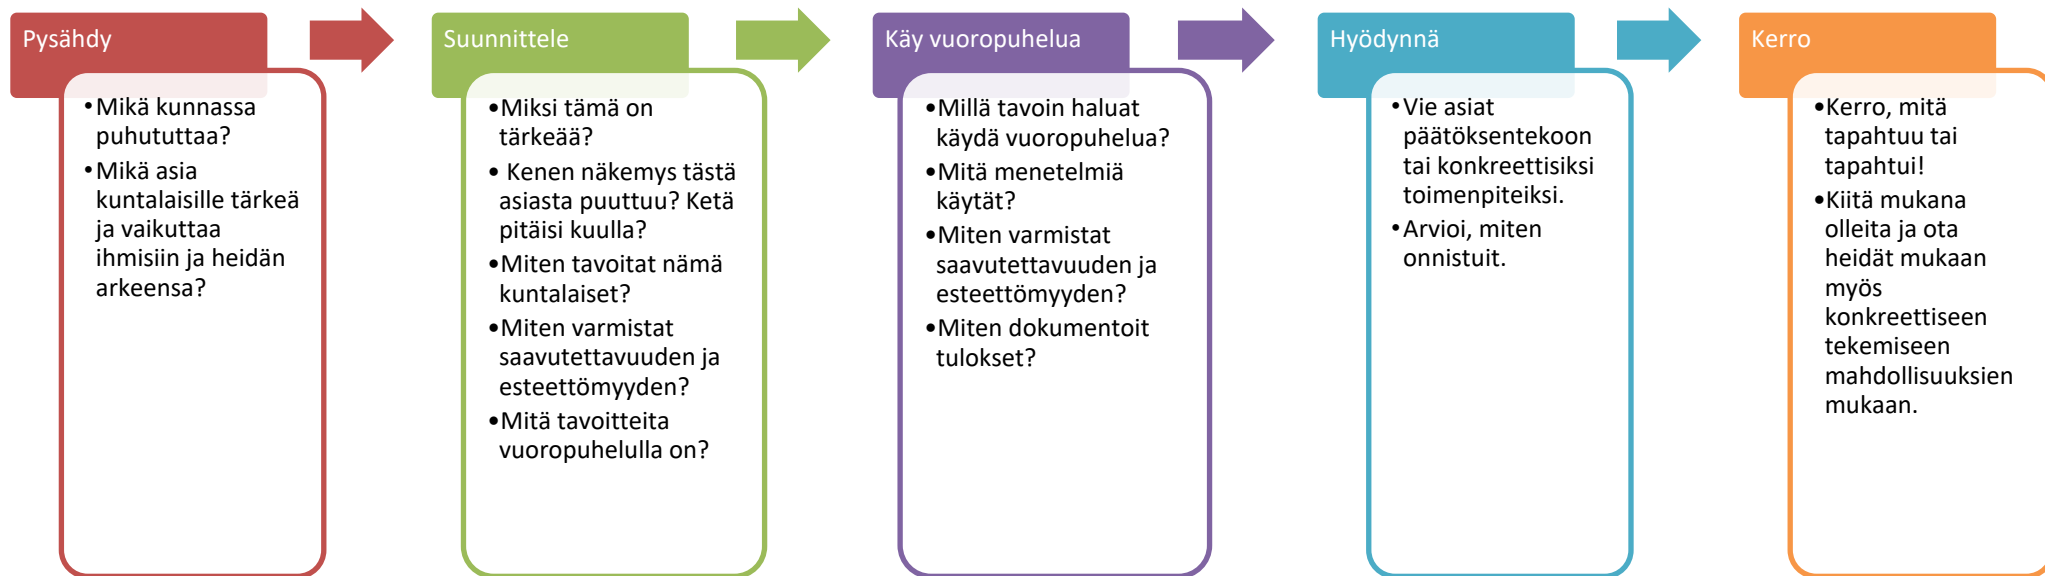 Pysähdy
•Mikä kunnassa
puhututtaa?
•Mikä asia
kuntalaisille tärkeä
ja vaikuttaa
ihmisiin ja heidän
arkeensa?
Suunnittele
•Miksi tämä on
tärkeää?
• Kenen näkemys tästä
asiasta puuttuu? Ketä
pitäisi kuulla?
•Miten tavoitat nämä
kuntalaiset?
•Miten varmistat
saavutettavuuden ja
esteettömyyden?
•Mitä tavoitteita
vuoropuhelulla on?
Käy vuoropuhelua
•Millä tavoin haluat
käydä vuoropuhelua?
•Mitä menetelmiä
käytät?
•Miten varmistat
saavutettavuuden ja
esteettömyyden?
•Miten dokumentoit
tulokset?
Hyödynnä
•Vie asiat
päätöksentekoon
tai konkreettisiksi
toimenpiteiksi.
•Arvioi, miten
onnistuit.
Kerro
•Kerro, mitä
tapahtuu tai
tapahtui!
•Kiitä mukana
olleita ja ota
heidät mukaan
myös
konkreettiseen
tekemiseen
mahdollisuuksien
mukaan.